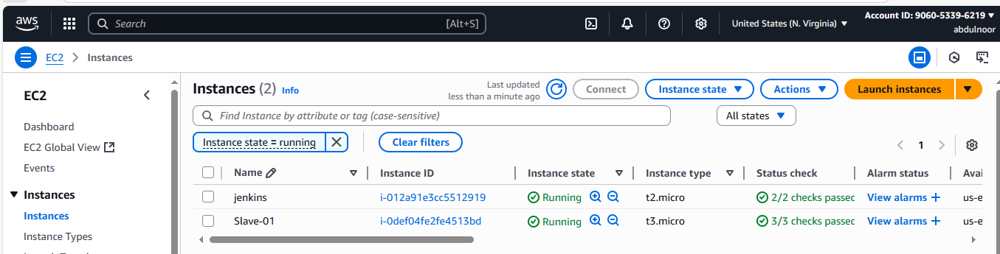 aws
Search [Alt+S]
United States (N. Virginia)
Account ID: 9060-5339-6219
abdulnoor
EC2 Instances
EC2
Dashboard
EC2 Global View
Events
Instances
Instances
Instance Types
Instances (2) Info
Last updated
less than a minute ago
Connect
Instance state
Actions
Launch instances
Find Instance by attribute or tag (case-sensitive)
All states
Instance state = running
Clear filters
1
Name Instance ID Instance state Instance type Status check Alarm status Avai
jenkins i-012a91e3cc5512919 Running t2.micro 2/2 checks passec View alarms +
us-e
Slave-01 i-0def04fe2fe4513bd Running t3.micro 3/3 checks passec View alarms +
us-e